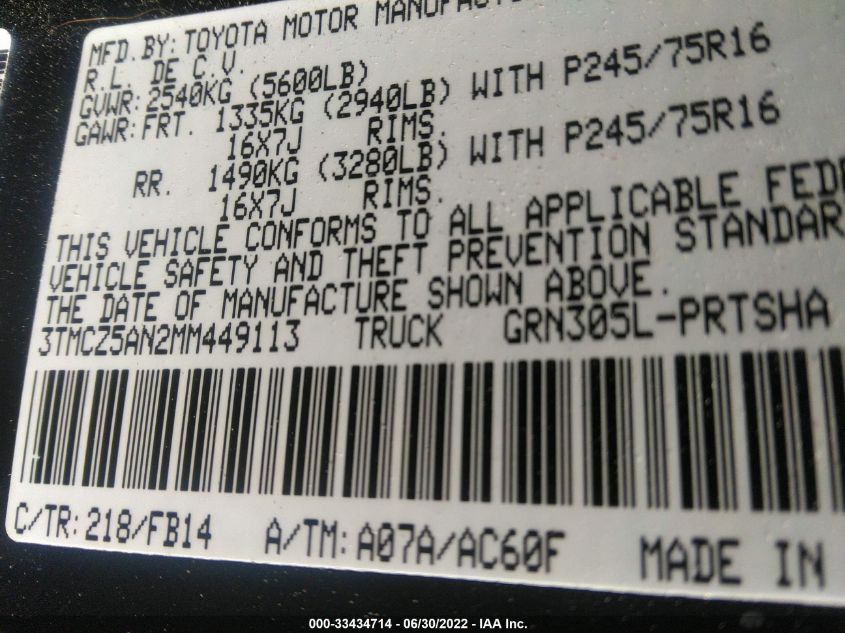 MFD. BY: TOYOTA MOTOR
R.L. DE C.V.
GVWR: 2540KG (5600LB)
GAWR: FRT. 1335KG (2940LB) WITH P245/75R16
16X7J RIMS.
RR. 1490KG (3280LB) WITH P245/75R16
16X7J RIMS.
THIS VEHICLE CONFORMS TO ALL APPLICABLE
VEHICLE SAFETY AND THEFT PREVENTION
THE DATE OF MANUFACTURE SHOWN ABOVE.
3TMCZ5AN2MM449113 TRUCK GRN305L-PRTSHA
C/TR: 218/FB14 A/TM: A07A/AC60F MADE IN
000-33434714 - 06/30/2022 - IAA Inc.